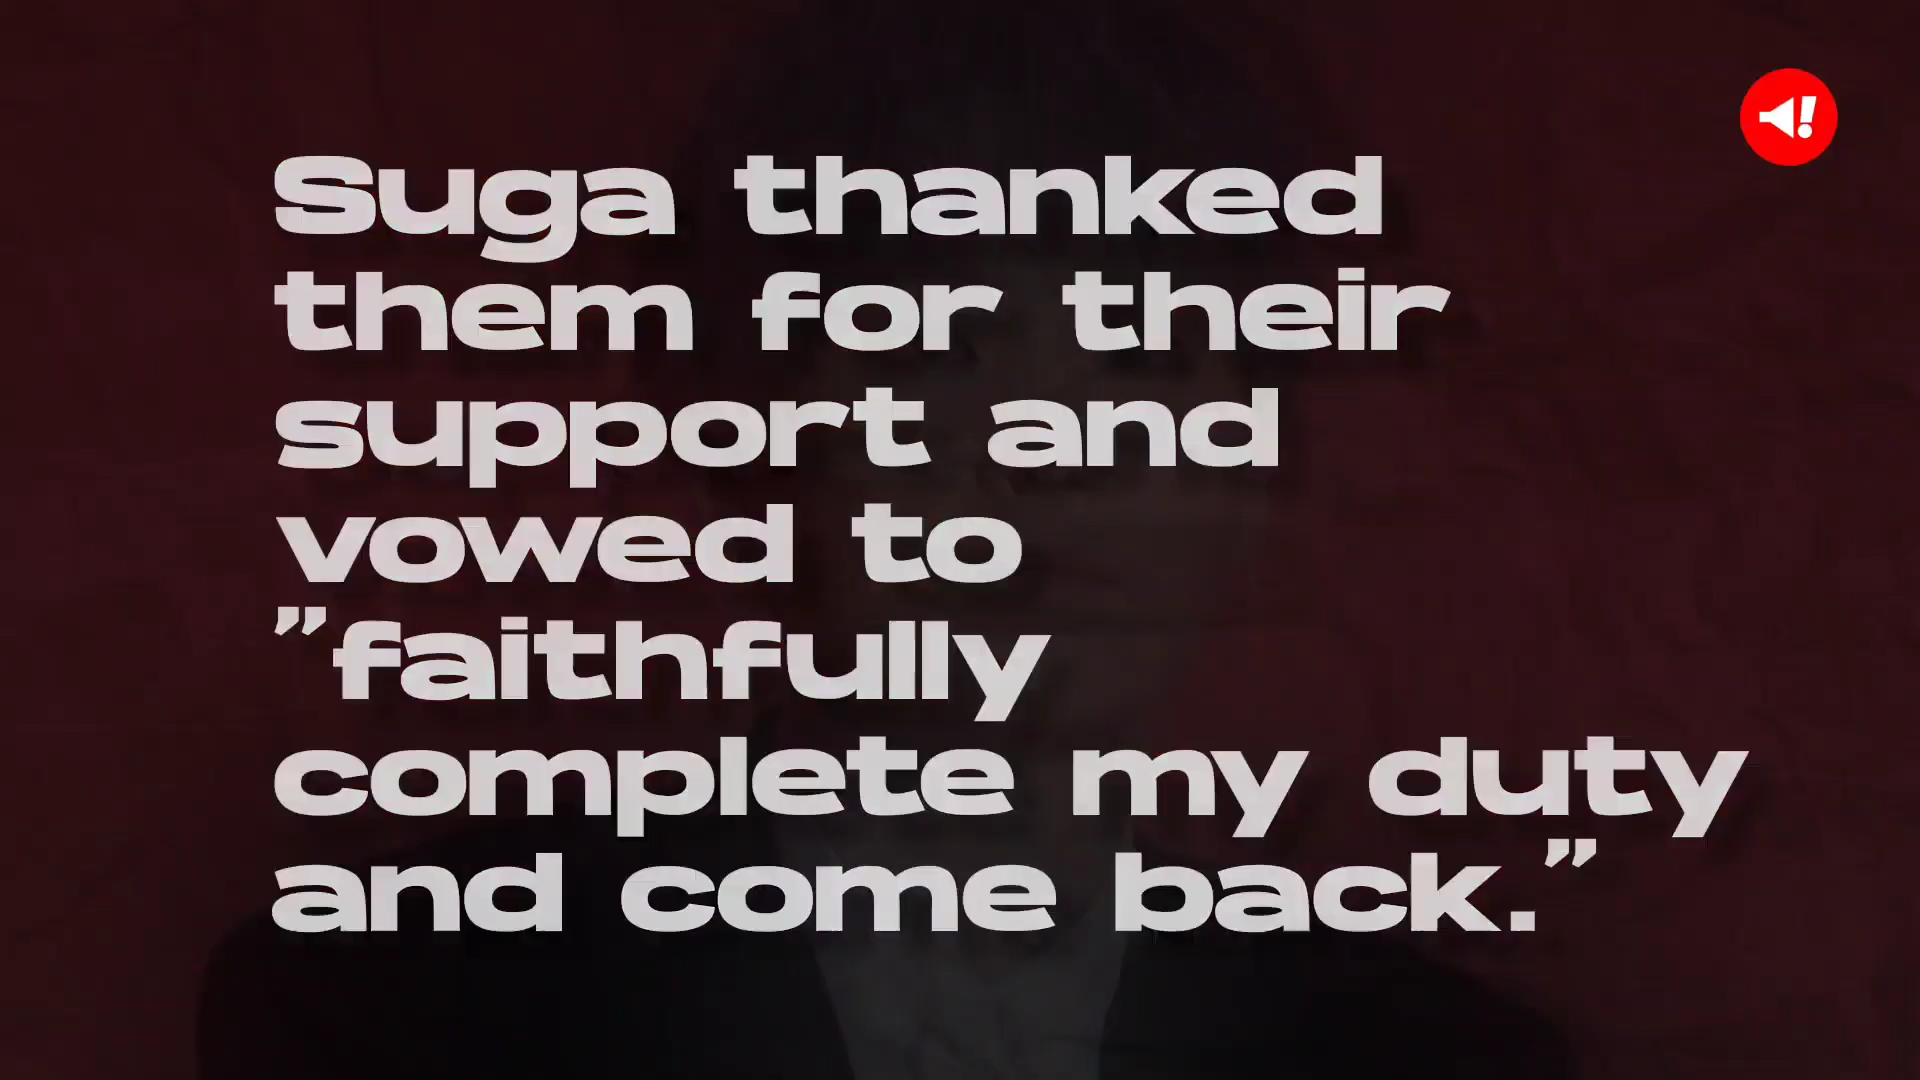 Suga thanked
them for their
support and
vowed to
"faithfully
complete my duty
and come back."